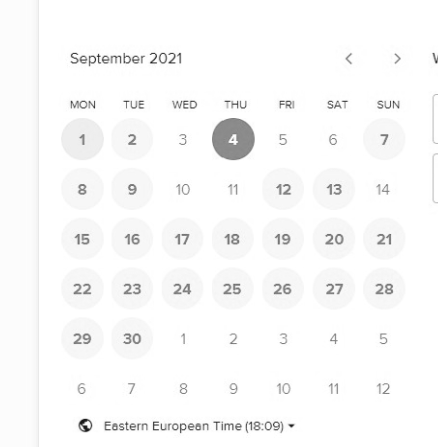 September 2021
MON TUE WED THU FRI SAT SUN
1 2 3 4 5 6 7
8 9 10 11 12 13 14
15 16 17 18 19 20 21
22 23 24 25 26 27 28
29 30 1 2 3 4 5
6 7 8 9 10 11 12
Eastern European Time (18:09)